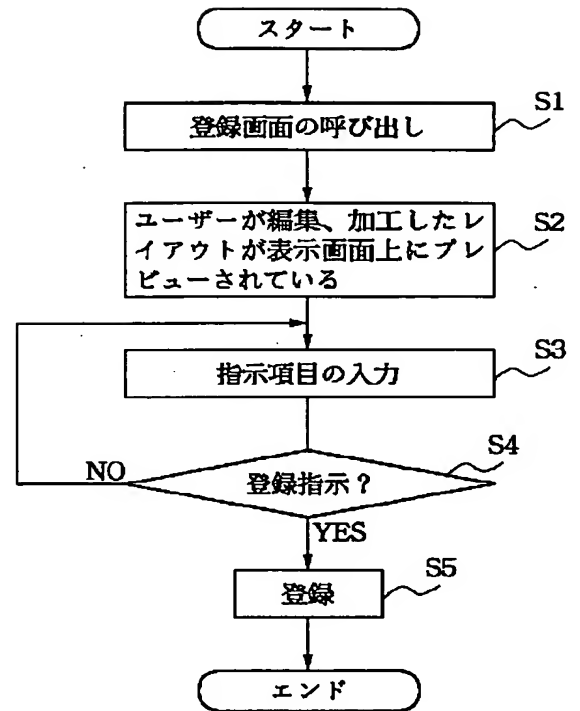 スタート
S1
登録画面の呼び出し
S2
ユーザーが編集、加工したレ
イアウトが表示画面上にプレ
ビューされている
S3
指示項目の入力
S4
登録指示?
NO
YES
S5
登録
エンド